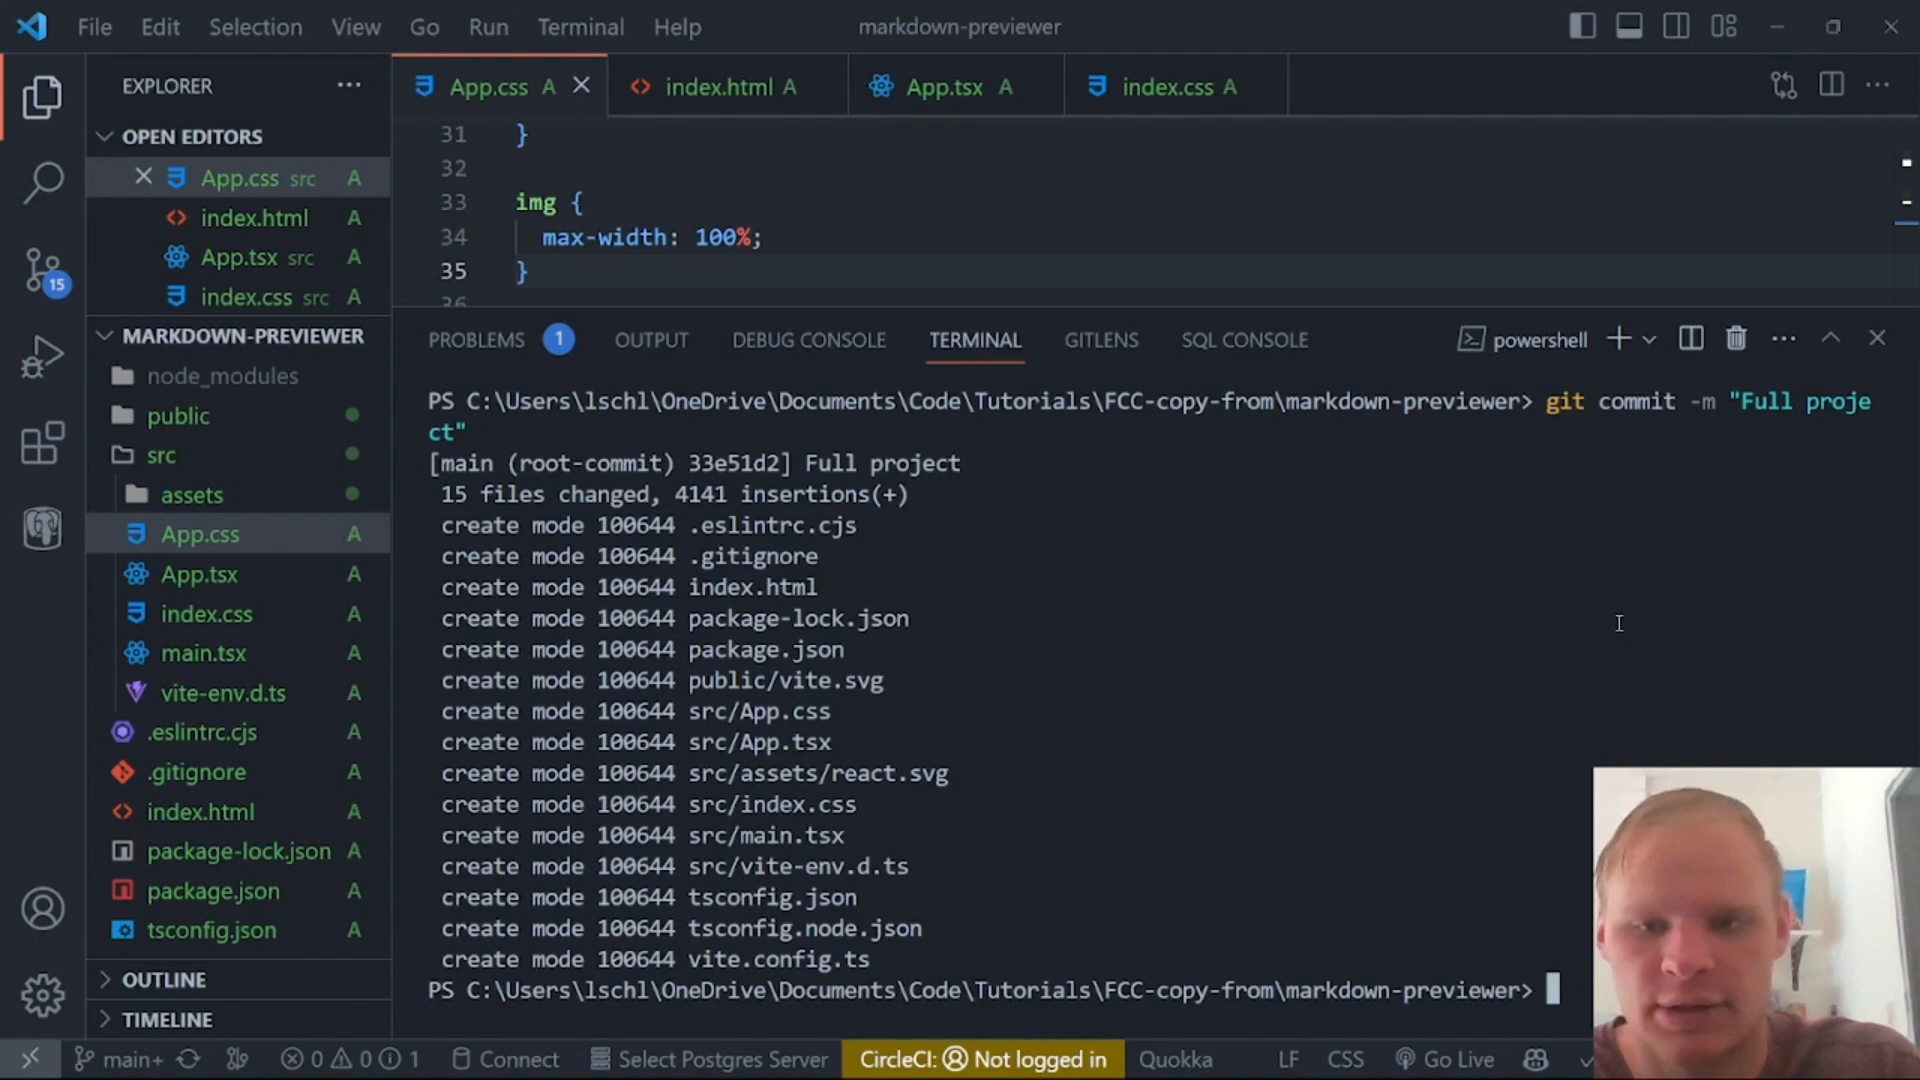 File Edit Selection View Go Run Terminal Help markdown-previewer
EXPLORER
OPEN EDITORS
App.css src A
index.html A
App.tsx src A
index.css src A
MARKDOWN-PREVIEWER
node_modules
public
src
assets
App.css A
App.tsx A
index.css A
main.tsx A
vite-env.d.ts A
.eslintrc.cjs A
.gitignore A
index.html A
package-lock.json A
package.json A
tsconfig.json A
OUTLINE
TIMELINE
15
App.css A index.html A App.tsx A index.css A
31 }
32
33 img {
34 max-width: 100%;
35 }
36
PROBLEMS 1 OUTPUT DEBUG CONSOLE TERMINAL GITLENS SQL CONSOLE powershell
PS C:\Users\lschl\OneDrive\Documents\Code\Tutorials\FCC-copy-from\markdown-previewer> git commit -m "Full proje
ct"
[main (root-commit) 33e51d2] Full project
15 files changed, 4141 insertions(+)
create mode 100644 .eslintrc.cjs
create mode 100644 .gitignore
create mode 100644 index.html
create mode 100644 package-lock.json
create mode 100644 package.json
create mode 100644 public/vite.svg
create mode 100644 src/App.css
create mode 100644 src/App.tsx
create mode 100644 src/assets/react.svg
create mode 100644 src/index.css
create mode 100644 src/main.tsx
create mode 100644 src/vite-env.d.ts
create mode 100644 tsconfig.json
create mode 100644 tsconfig.node.json
create mode 100644 vite.config.ts
PS C:\Users\lschl\OneDrive\Documents\Code\Tutorials\FCC-copy-from\markdown-previewer>
main+ 0 0 1 Connect Select Postgres Server CircleCI: Not logged in Quokka LF CSS Go Live